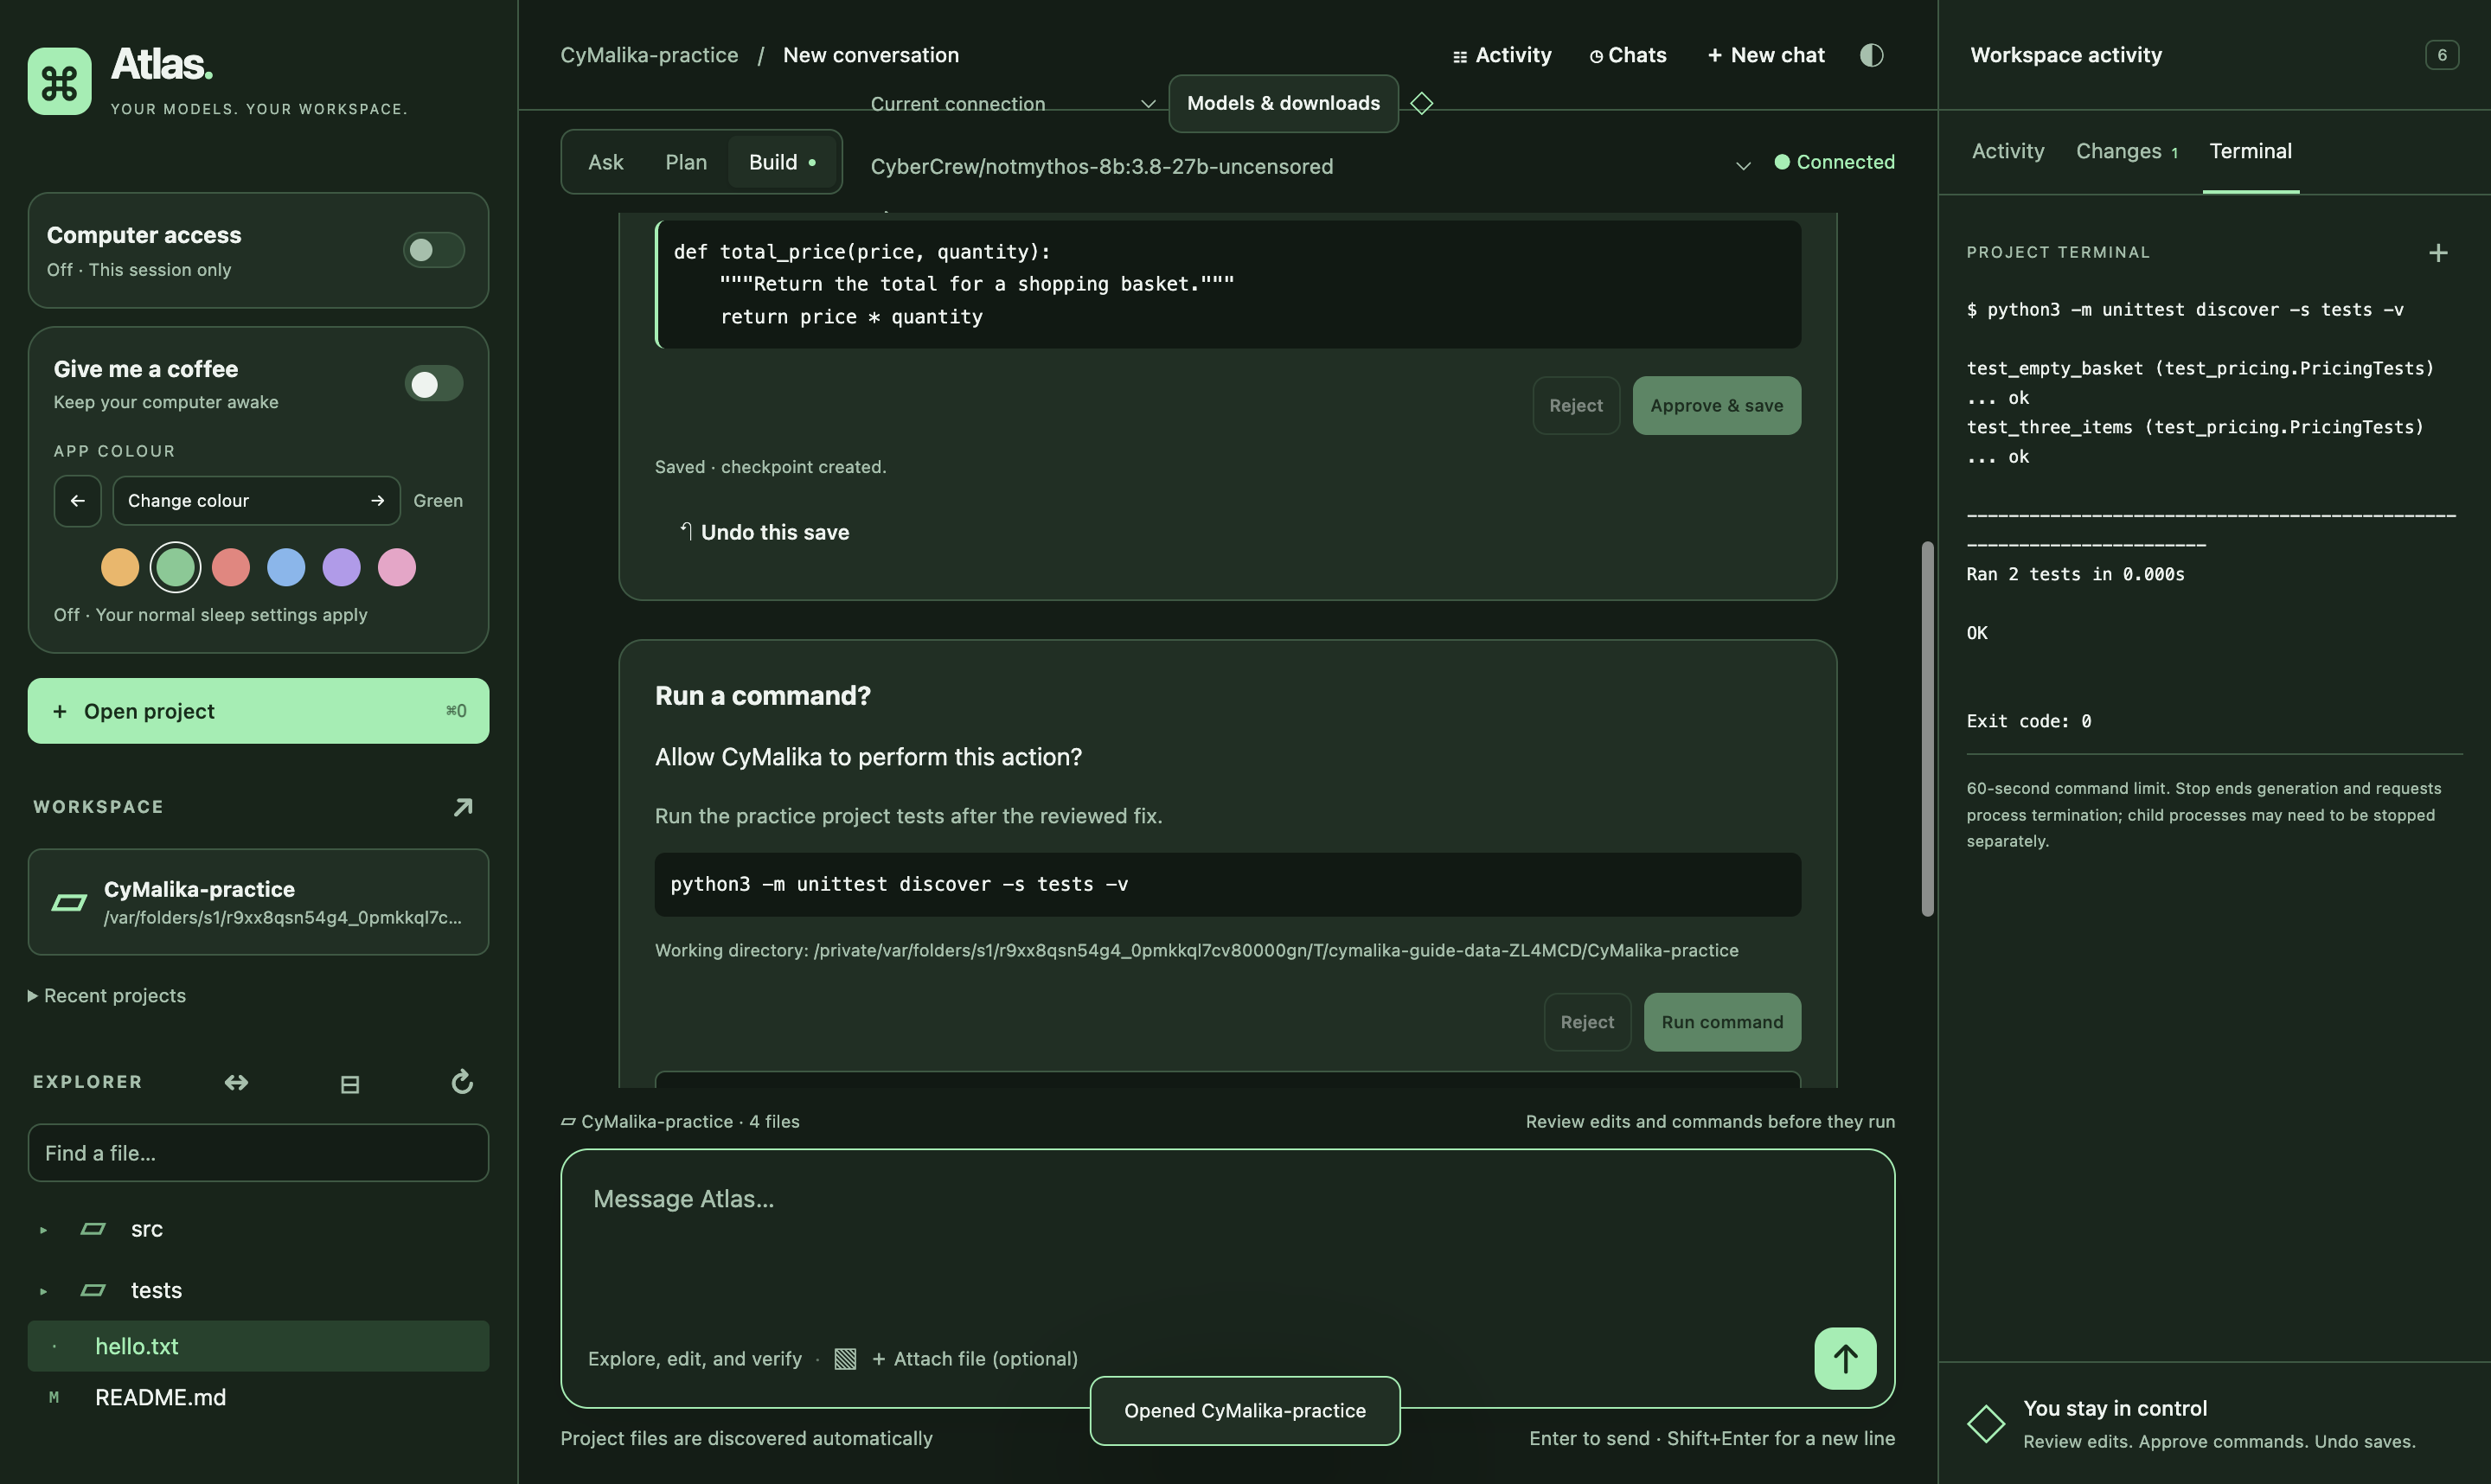 Atlas.
YOUR MODELS. YOUR WORKSPACE.
Computer access
Off · This session only
Give me a coffee
Keep your computer awake
APP COLOUR
← Change colour → Green
Off · Your normal sleep settings apply
+ Open project ⌘O
WORKSPACE
CyMalika-practice
/var/folders/s1/r9xx8qsn54g4_0pmkkql7c...
Recent projects
EXPLORER
Find a file...
src
tests
hello.txt
M README.md
CyMalika-practice / New conversation
Activity
Chats
+ New chat
Current connection
Models & downloads
Ask
Plan
Build
CyberCrew/notmythos-8b:3.8-27b-uncensored
Connected
def total_price(price, quantity):
"""Return the total for a shopping basket."""
return price * quantity
Reject
Approve & save
Saved · checkpoint created.
Undo this save
Run a command?
Allow CyMalika to perform this action?
Run the practice project tests after the reviewed fix.
python3 -m unittest discover -s tests -v
Working directory: /private/var/folders/s1/r9xx8qsn54g4_0pmkkql7cv80000gn/T/cymalika-guide-data-ZL4MCD/CyMalika-practice
Reject
Run command
CyMalika-practice · 4 files
Review edits and commands before they run
Message Atlas...
Explore, edit, and verify · + Attach file (optional)
Opened CyMalika-practice
Project files are discovered automatically
Enter to send · Shift+Enter for a new line
Workspace activity
6
Activity
Changes 1
Terminal
PROJECT TERMINAL
+
$ python3 -m unittest discover -s tests -v
test_empty_basket (test_pricing.PricingTests)
... ok
test_three_items (test_pricing.PricingTests)
... ok
-----------------------------------------------
-----------------------
Ran 2 tests in 0.000s
OK
Exit code: 0
60-second command limit. Stop ends generation and requests
process termination; child processes may need to be stopped
separately.
You stay in control
Review edits. Approve commands. Undo saves.